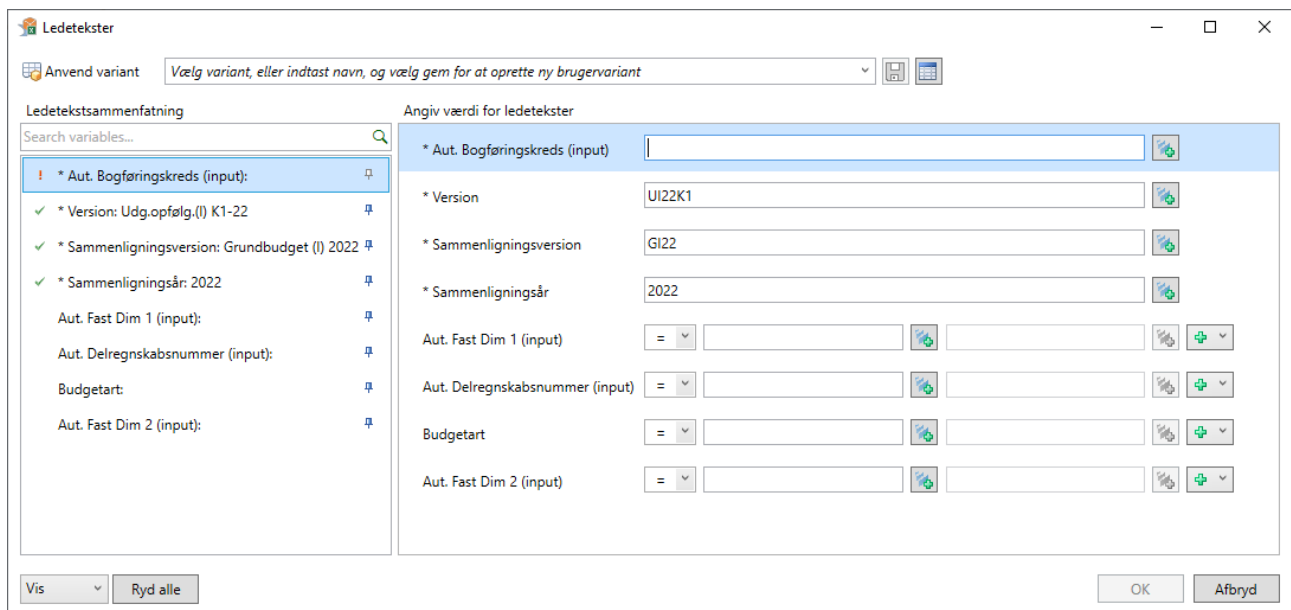 Ledetekster
Anvend variant Vælg variant, eller indtast navn, og vælg gem for at oprette ny brugervariant
Ledetekstsammenfatning
Search variables...
! * Aut. Bogføringskreds (input):
* Version: Udg.opfølg.(I) K1-22
* Sammenligningsversion: Grundbudget (I) 2022
* Sammenligningsår: 2022
Aut. Fast Dim 1 (input):
Aut. Delregnskabsnummer (input):
Budgetart:
Aut. Fast Dim 2 (input):
Angiv værdi for ledetekster
* Aut. Bogføringskreds (input)
* Version UI22K1
* Sammenligningsversion GI22
* Sammenligningsår 2022
Aut. Fast Dim 1 (input) =
Aut. Delregnskabsnummer (input) =
Budgetart =
Aut. Fast Dim 2 (input) =
Vis Ryd alle OK Afbryd